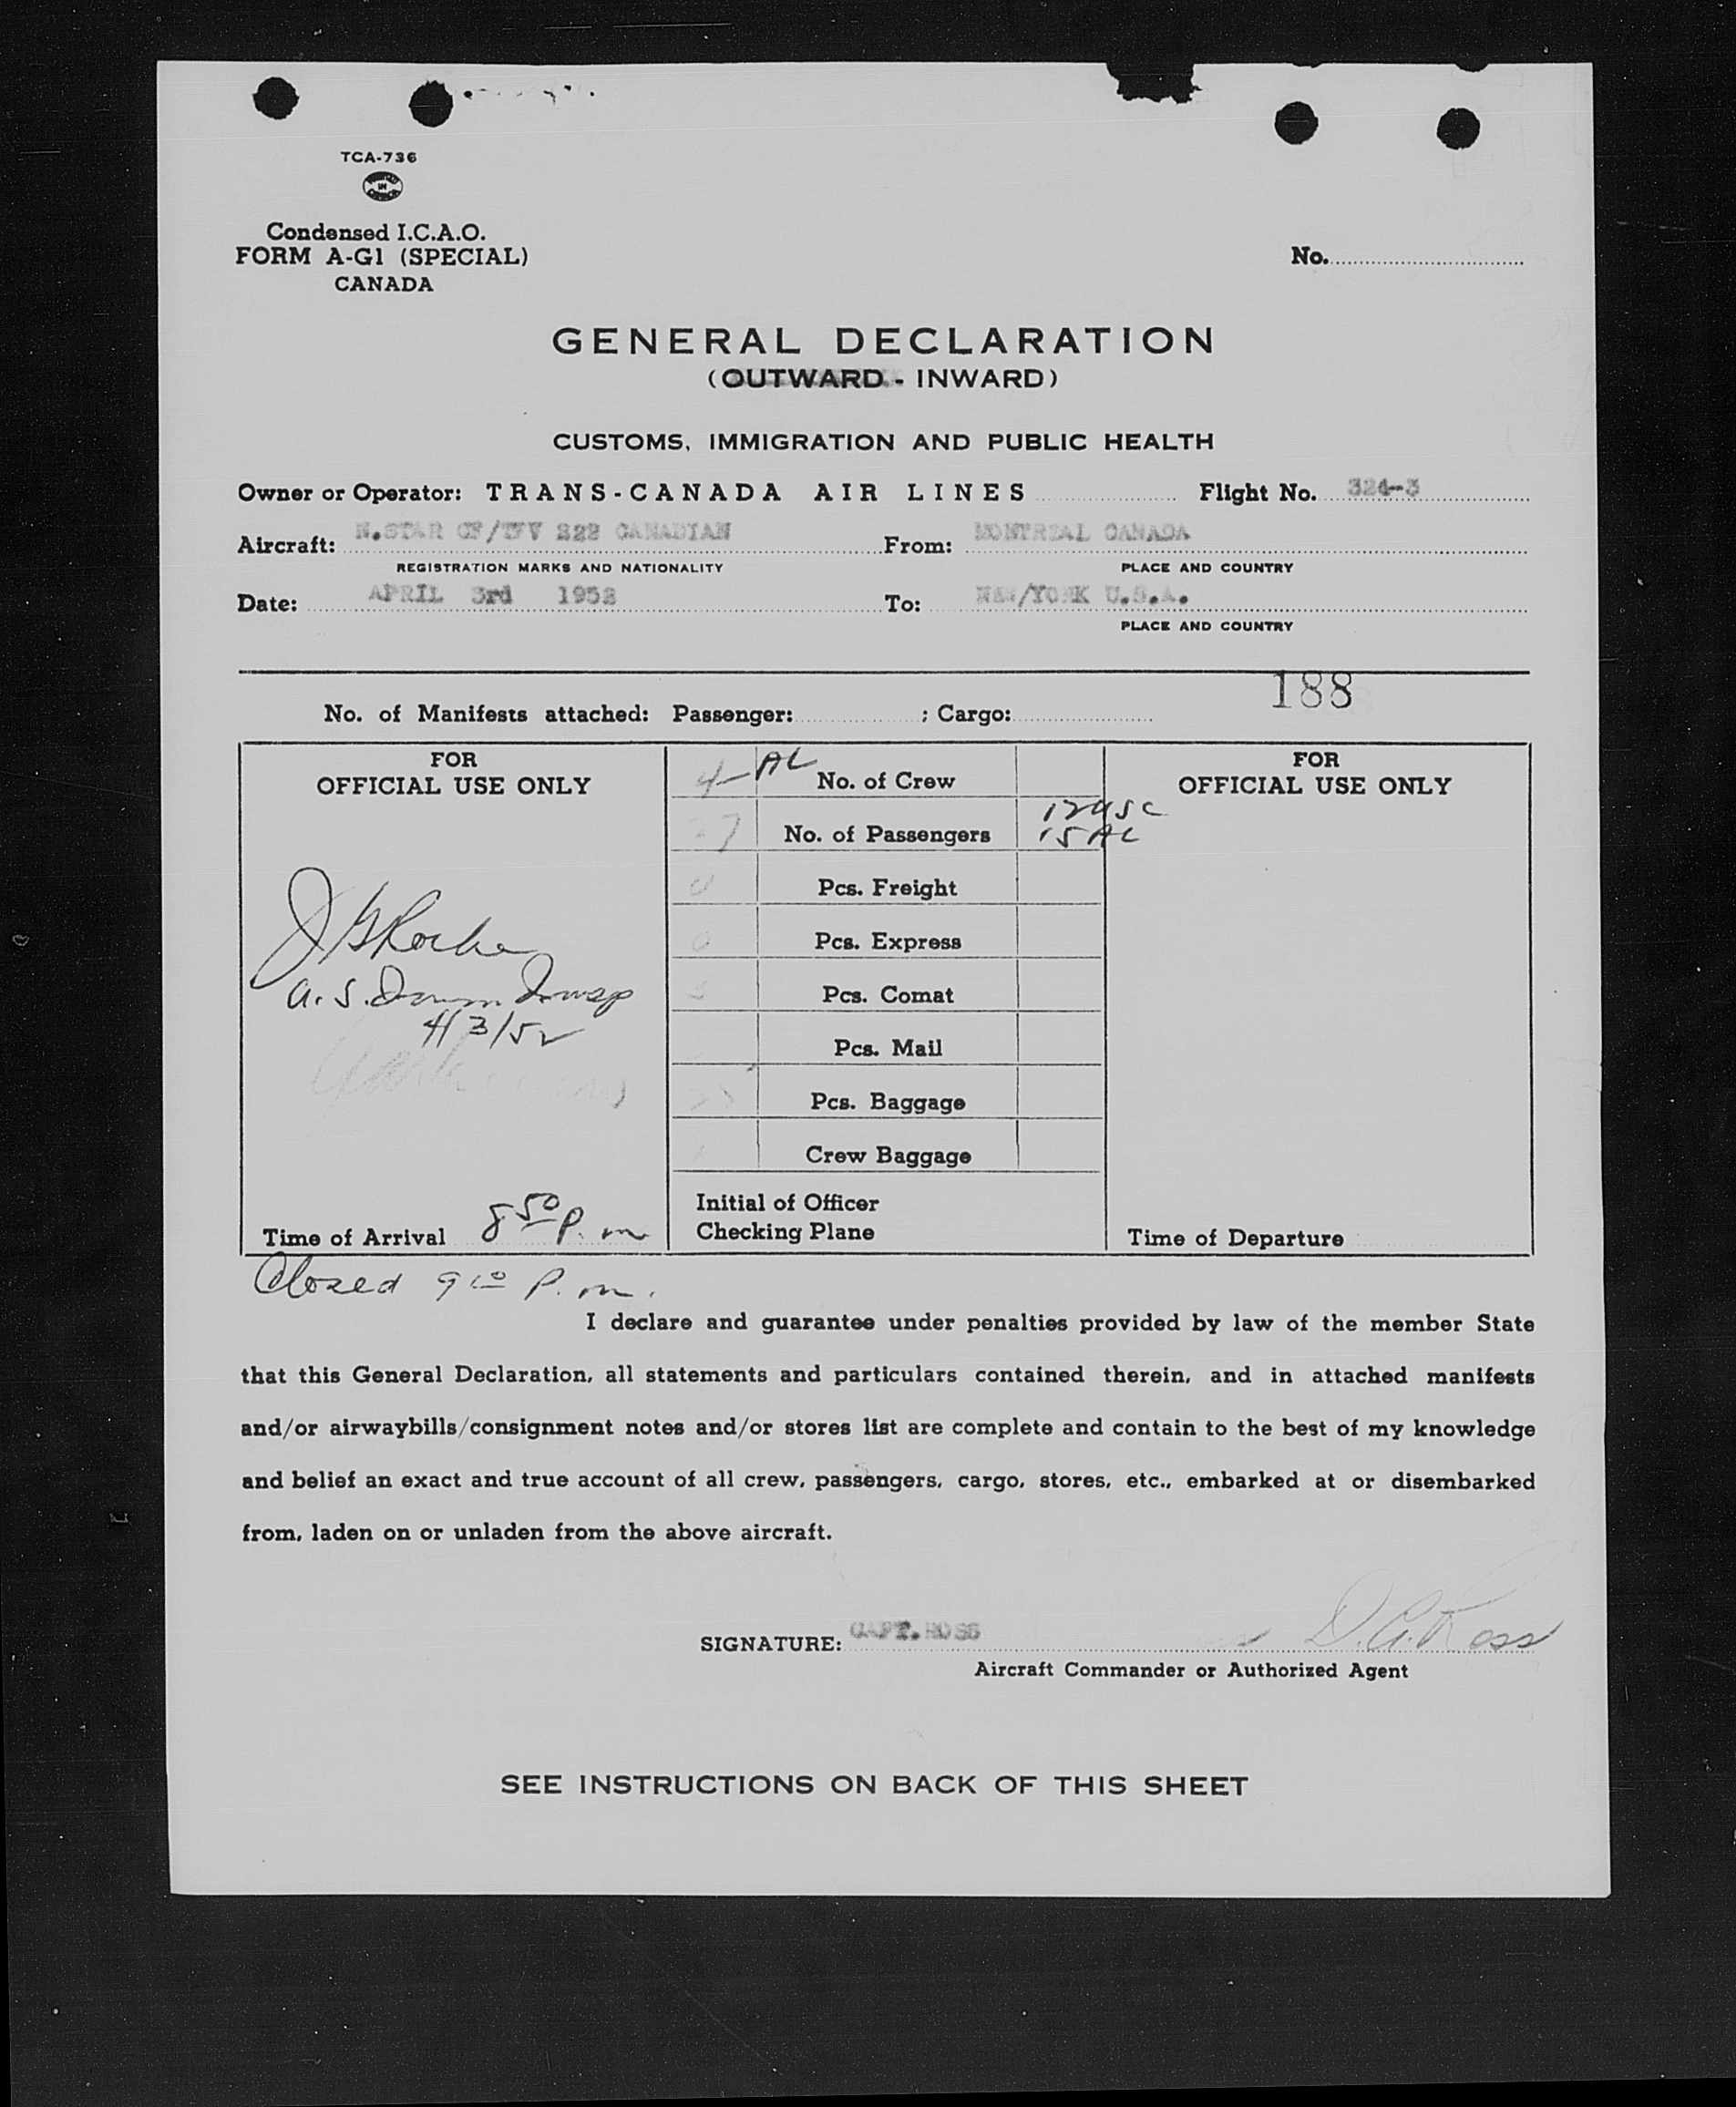 TCA-736
Condensed I.C.A.O.
FORM A-G1 (SPECIAL)
CANADA
No.
GENERAL DECLARATION
(OUTWARD - INWARD)
CUSTOMS, IMMIGRATION AND PUBLIC HEALTH
Owner or Operator: TRANS-CANADA AIR LINES Flight No. 324-3
Aircraft: N.STAR CF/TFV 222 CANADIAN From: MONTREAL CANADA
REGISTRATION MARKS AND NATIONALITY PLACE AND COUNTRY
Date: APRIL 3rd 1952 To: NEW/YORK U.S.A.
PLACE AND COUNTRY
188
No. of Manifests attached: Passenger: ; Cargo:
FOR
OFFICIAL USE ONLY
4-AL No. of Crew
27 No. of Passengers 12 USC
15 AL
Pcs. Freight
0 Pcs. Express
Pcs. Comat
Pcs. Mail
Pcs. Baggage
Crew Baggage
Initial of Officer
Checking Plane
FOR
OFFICIAL USE ONLY
4/3/52
Time of Arrival 8 50 P.m
Time of Departure
Closed 9 10 P.m.
I declare and guarantee under penalties provided by law of the member State
that this General Declaration, all statements and particulars contained therein, and in attached manifests
and/or airwaybills/consignment notes and/or stores list are complete and contain to the best of my knowledge
and belief an exact and true account of all crew, passengers, cargo, stores, etc., embarked at or disembarked
from, laden on or unladen from the above aircraft.
SIGNATURE: CAPT.ROSS D.G.Ross
Aircraft Commander or Authorized Agent
SEE INSTRUCTIONS ON BACK OF THIS SHEET